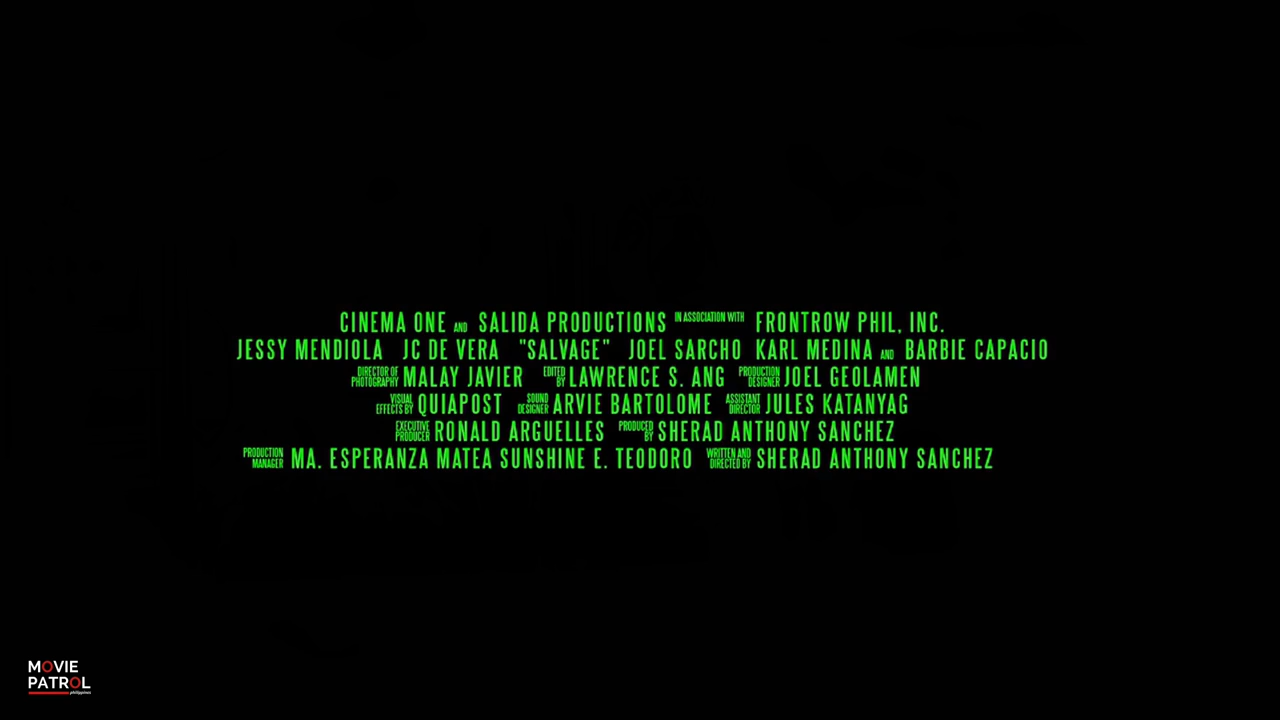 CINEMA ONE AND SALIDA PRODUCTIONS IN ASSOCIATION WITH FRONTROW PHIL, INC.
JESSY MENDIOLA JC DE VERA "SALVAGE" JOEL SARCHO KARL MEDINA AND BARBIE CAPACIO
DIRECTOR OF PHOTOGRAPHY MALAY JAVIER EDITED BY LAWRENCE S. ANG PRODUCTION DESIGNER JOEL GEOLAMEN
VISUAL EFFECTS BY QUIAPOST SOUND DESIGNER ARVIE BARTOLOME ASSISTANT DIRECTOR JULES KATANYAG
EXECUTIVE PRODUCER RONALD ARGUELLES PRODUCED BY SHERAD ANTHONY SANCHEZ
PRODUCTION MANAGER MA. ESPERANZA MATEA SUNSHINE E. TEODORO WRITTEN AND DIRECTED BY SHERAD ANTHONY SANCHEZ
MOVIE
PATROL
philippines